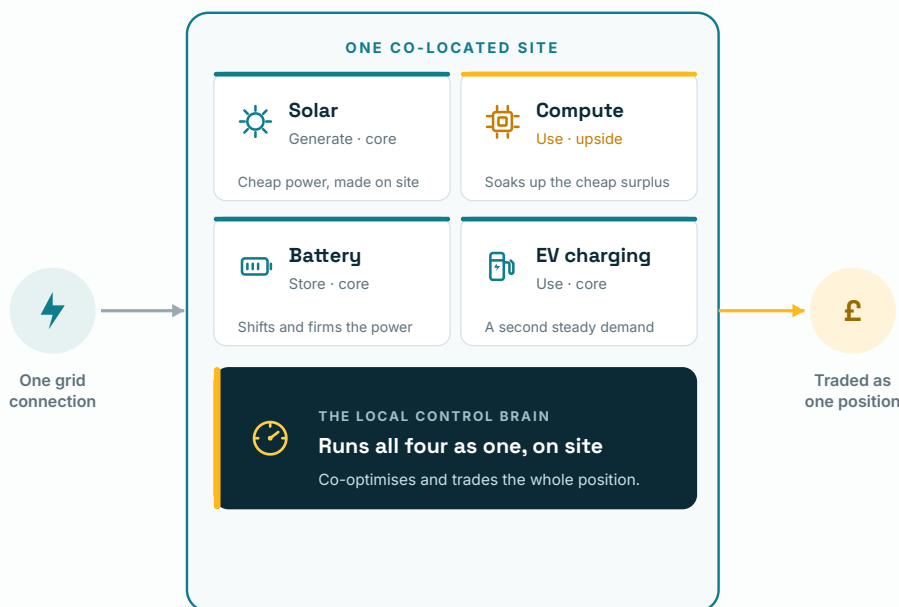 ONE CO-LOCATED SITE
Solar
Generate · core
Cheap power, made on site
Compute
Use · upside
Soaks up the cheap surplus
Battery
Store · core
Shifts and firms the power
EV charging
Use · core
A second steady demand
One grid
connection
£
Traded as
one position
THE LOCAL CONTROL BRAIN
Runs all four as one, on site
Co-optimises and trades the whole position.